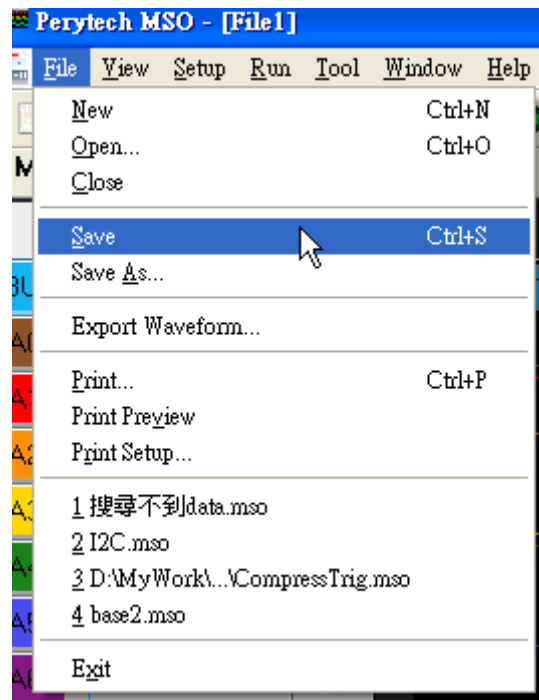 Perytech MSO - [File1]
File View Setup Run Tool Window Help
New Ctrl+N
Open... Ctrl+O
Close
Save Ctrl+S
Save As...
Export Waveform...
Print... Ctrl+P
Print Preview
Print Setup...
1 搜尋不到data.mso
2 I2C.mso
3 D:\MyWork\...\CompressTrig.mso
4 base2.mso
Exit